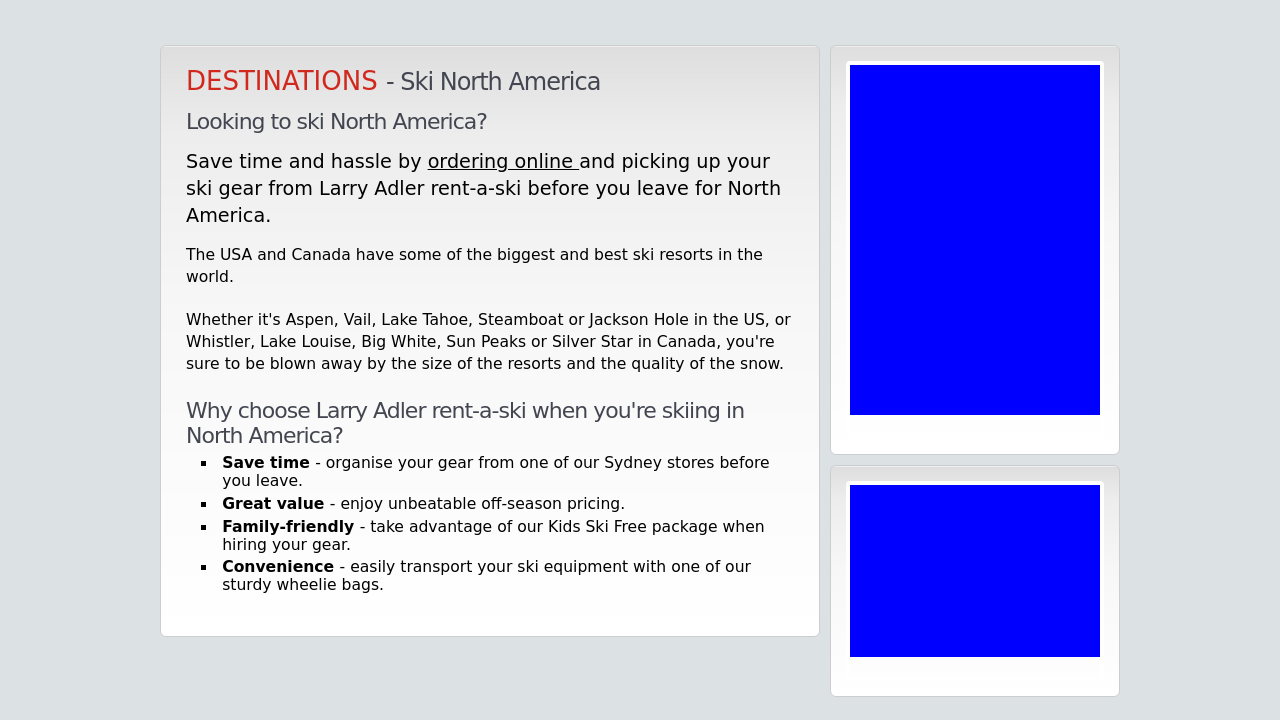 DESTINATIONS - Ski North America
Looking to ski North America?
Save time and hassle by ordering online and picking up your
ski gear from Larry Adler rent-a-ski before you leave for North
America.
The USA and Canada have some of the biggest and best ski resorts in the
world.
Whether it's Aspen, Vail, Lake Tahoe, Steamboat or Jackson Hole in the US, or
Whistler, Lake Louise, Big White, Sun Peaks or Silver Star in Canada, you're
sure to be blown away by the size of the resorts and the quality of the snow.
Why choose Larry Adler rent-a-ski when you're skiing in
North America?
Save time - organise your gear from one of our Sydney stores before
you leave.
Great value - enjoy unbeatable off-season pricing.
Family-friendly - take advantage of our Kids Ski Free package when
hiring your gear.
Convenience - easily transport your ski equipment with one of our
sturdy wheelie bags.